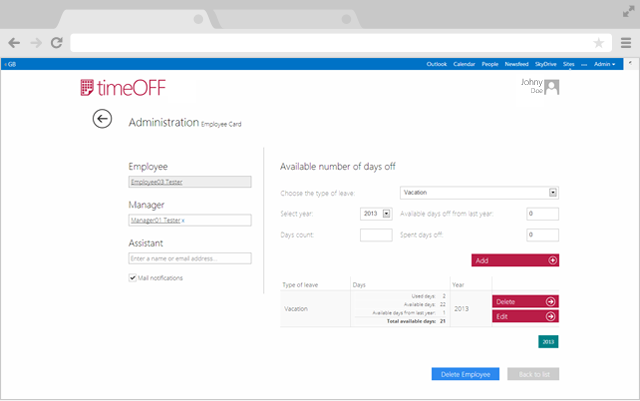 ‹ GB
Outlook Calendar People Newsfeed SkyDrive Sites ··· Admin ▾ ?
timeOFF
Johny
Doe
Administration Employee Card
Employee
Employee03 Tester
Manager
Manager01 Tester x
Assistant
Enter a name or email address...
Mail notifications
Available number of days off
Choose the type of leave: Vacation
Select year: 2013 Available days off from last year: 0
Days count: Spent days off: 0
Add
Type of leave Days Year
Vacation
Used days: 2
Available days: 22
Available days from last year: 1
Total available days: 21
2013
Delete
Edit
2013
Delete Employee Back to list